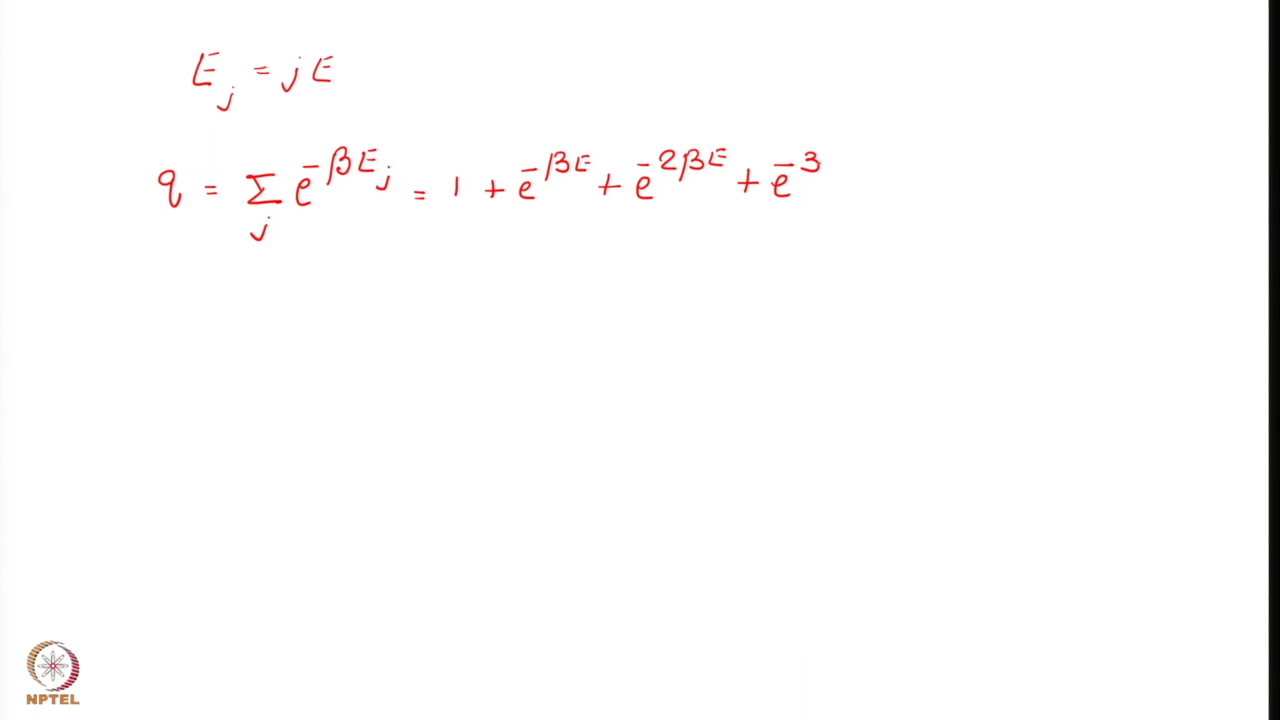 E_j = jE
q = Σ_j e^{-βE_j} = 1 + e^{-βE} + e^{-2βE} + e^{-3}
NPTEL